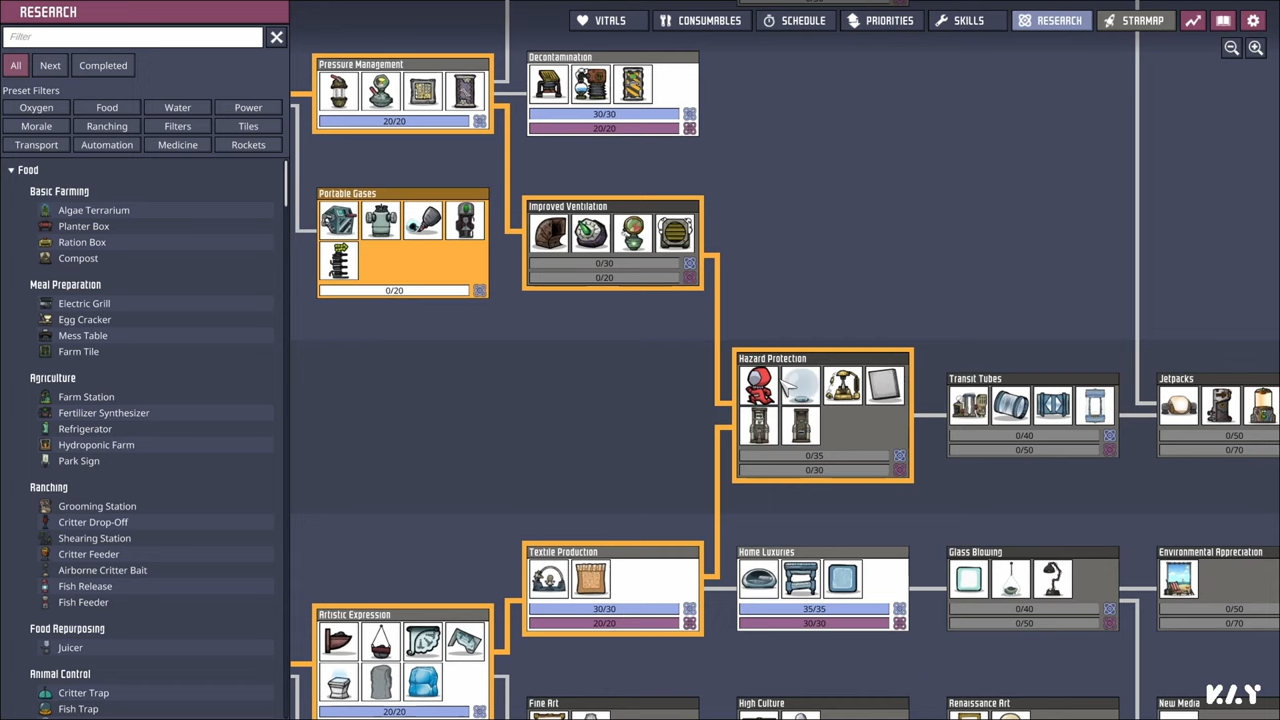 RESEARCH
VITALS
CONSUMABLES
SCHEDULE
PRIORITIES
SKILLS
RESEARCH
STARMAP
Filter
All
Next
Completed
Preset Filters
Oxygen
Food
Water
Power
Morale
Ranching
Filters
Tiles
Transport
Automation
Medicine
Rockets
Food
Basic Farming
Algae Terrarium
Planter Box
Ration Box
Compost
Meal Preparation
Electric Grill
Egg Cracker
Mess Table
Farm Tile
Agriculture
Farm Station
Fertilizer Synthesizer
Refrigerator
Hydroponic Farm
Park Sign
Ranching
Grooming Station
Critter Drop-Off
Shearing Station
Critter Feeder
Airborne Critter Bait
Fish Release
Fish Feeder
Food Repurposing
Juicer
Animal Control
Critter Trap
Fish Trap
Pressure Management
20/20
Decontamination
30/30
20/20
Portable Gases
0/20
Improved Ventilation
0/30
0/20
Hazard Protection
0/35
0/30
Transit Tubes
0/40
0/50
Jetpacks
0/50
0/70
Textile Production
30/30
20/20
Home Luxuries
35/35
30/30
Glass Blowing
0/40
0/50
Environmental Appreciation
0/50
0/70
Artistic Expression
20/20
Fine Art
High Culture
Renaissance Art
New Media
KLY